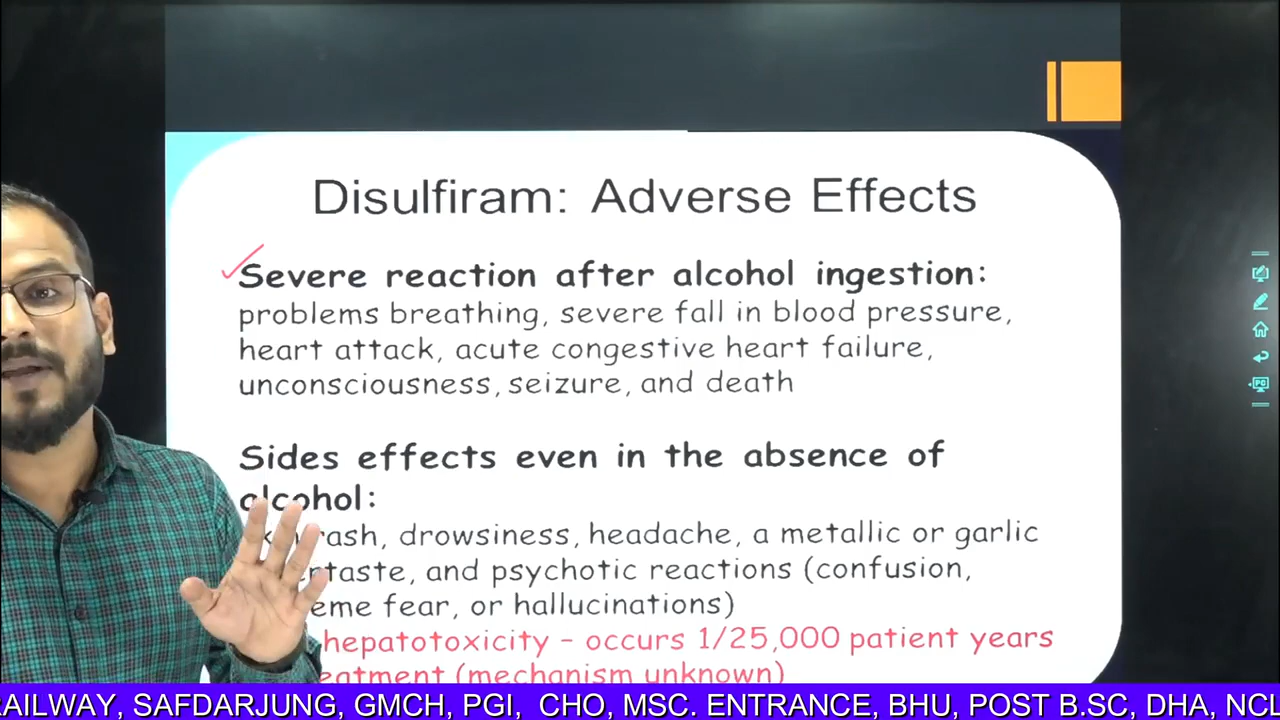 Disulfiram: Adverse Effects
Severe reaction after alcohol ingestion:
problems breathing, severe fall in blood pressure,
heart attack, acute congestive heart failure,
unconsciousness, seizure, and death
Sides effects even in the absence of
alcohol:
rash, drowsiness, headache, a metallic or garlic
and psychotic reactions (confusion,
fear, or hallucinations)
hepatotoxicity – occurs 1/25,000 patient years
(mechanism unknown)
RAILWAY, SAFDARJUNG, GMCH, PGI, CHO, MSC. ENTRANCE, BHU, POST B.SC, DHA, NCL